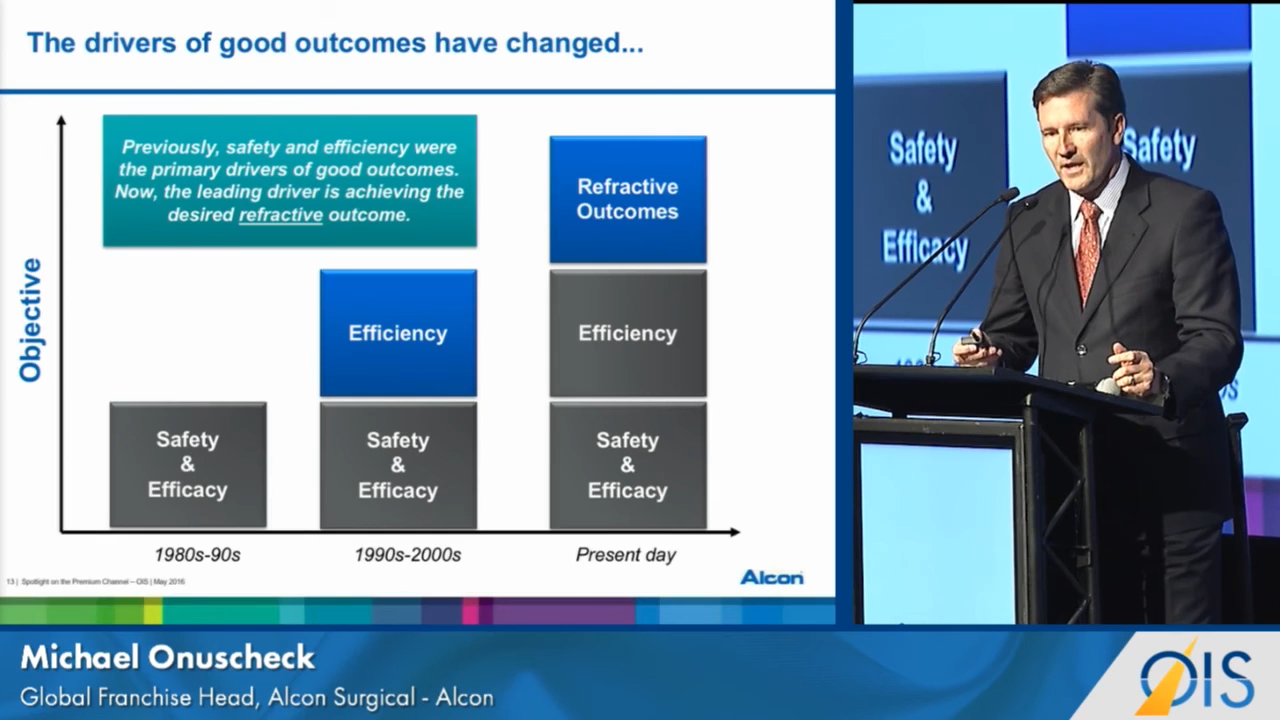 The drivers of good outcomes have changed...
Previously, safety and efficiency were
the primary drivers of good outcomes.
Now, the leading driver is achieving the
desired refractive outcome.
Objective
Refractive
Outcomes
Efficiency
Efficiency
Safety
&
Efficacy
Safety
&
Efficacy
Safety
&
Efficacy
1980s-90s
1990s-2000s
Present day
13 | Spotlight on the Premium Channel – OIS | May 2016
Alcon
Safety
&
Efficacy
Safety
Michael Onuscheck
Global Franchise Head, Alcon Surgical - Alcon
OIS